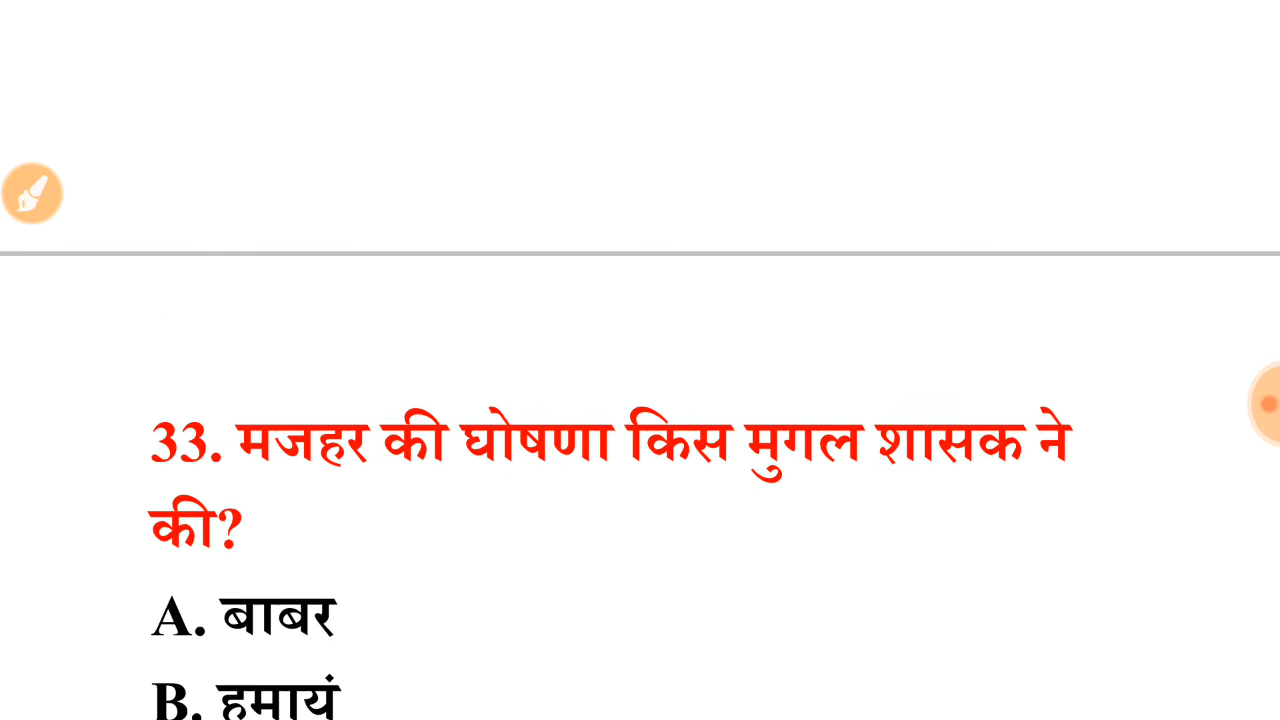 33. मजहर की घोषणा किस मुगल शासक ने
की?
A. बाबर
B. हुमायूं